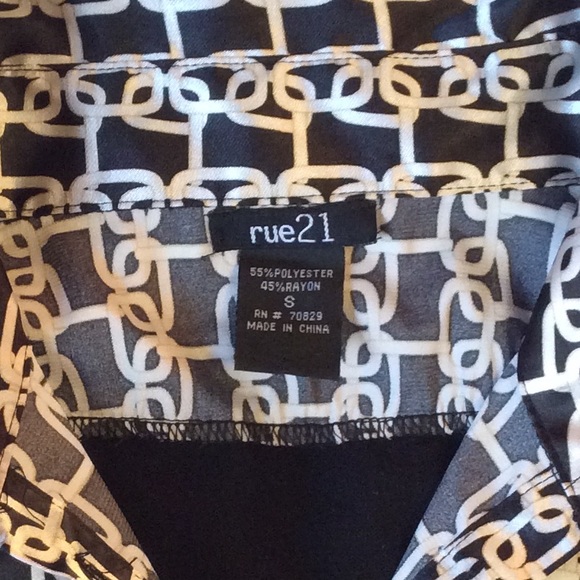 rue21
55%POLYESTER
45%RAYON
S
RN # 70829
MADE IN CHINA